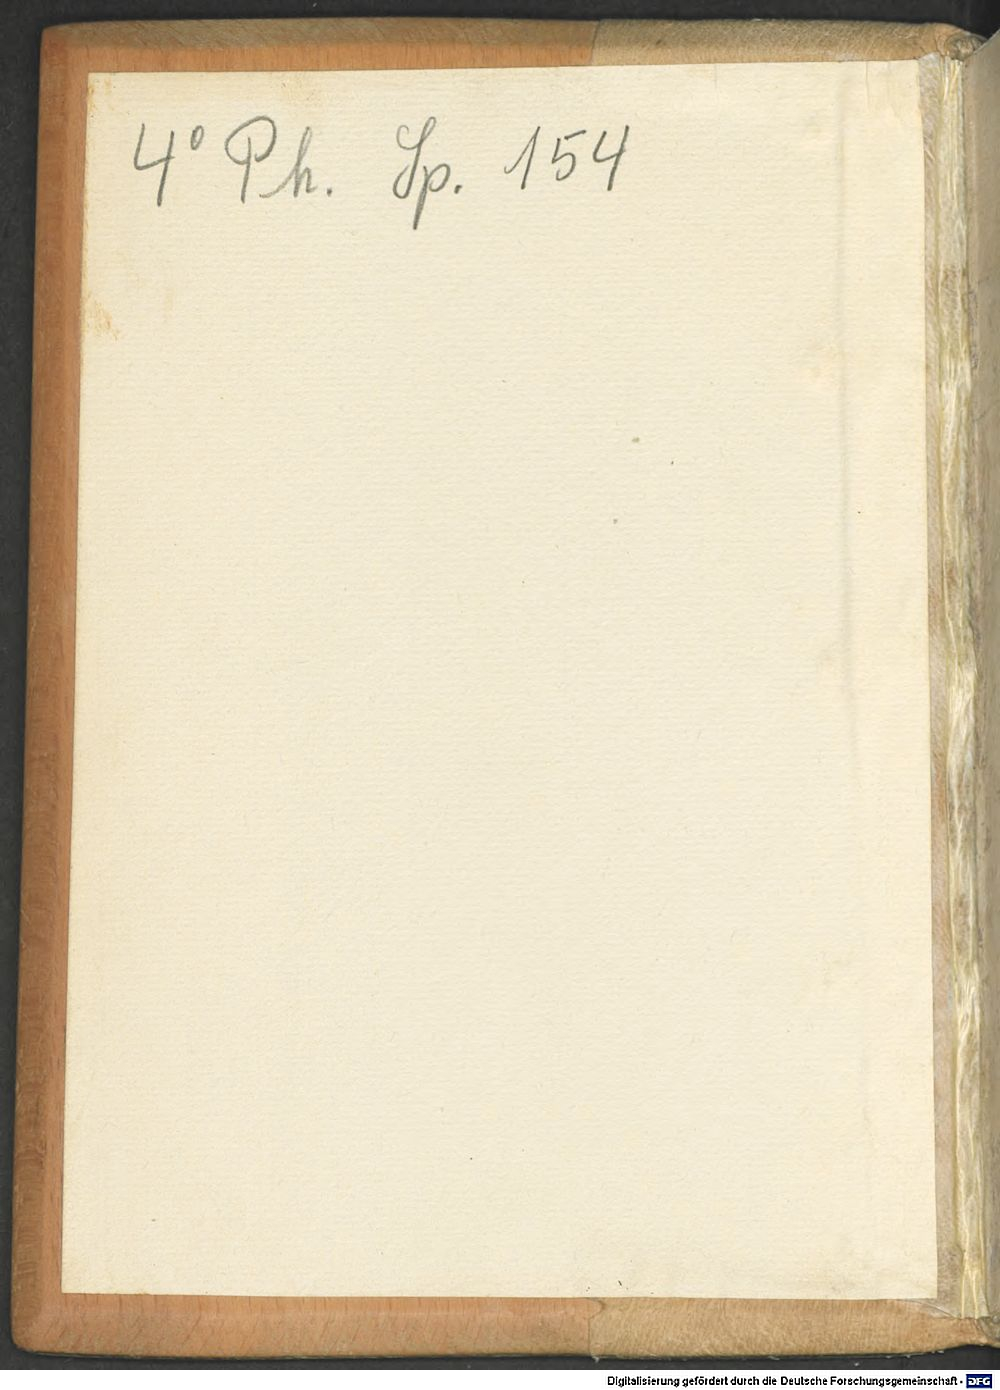 4° Ph. Sp. 154
Digitalisierung gefördert durch die Deutsche Forschungsgemeinschaft - DFG